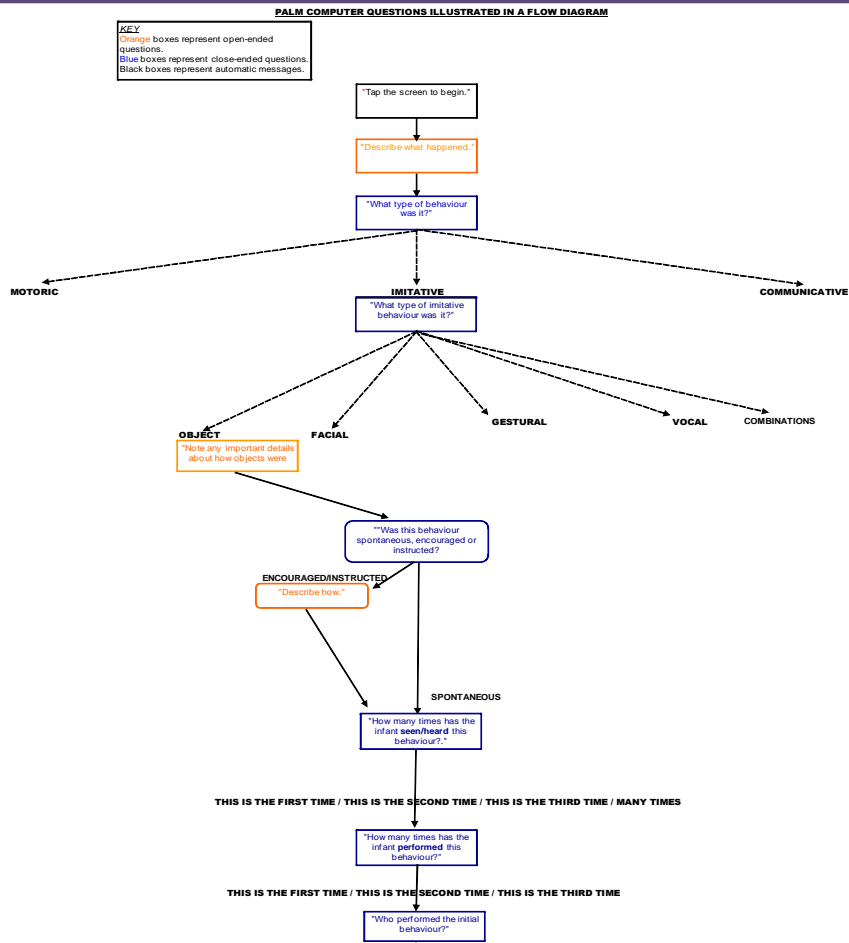 PALM COMPUTER QUESTIONS ILLUSTRATED IN A FLOW DIAGRAM
KEY
Orange boxes represent open-ended
questions.
Blue boxes represent close-ended questions.
Black boxes represent automatic messages.
"Tap the screen to begin."
"Describe what happened."
"What type of behaviour
was it?"
MOTORIC
IMITATIVE
COMMUNICATIVE
"What type of imitative
behaviour was it?"
OBJECT
FACIAL
GESTURAL
VOCAL
COMBINATIONS
"Note any important details
about how objects were
""Was this behaviour
spontaneous, encouraged or
instructed?
ENCOURAGED/INSTRUCTED
"Describe how."
SPONTANEOUS
"How many times has the
infant seen/heard this
behaviour?."
THIS IS THE FIRST TIME / THIS IS THE SECOND TIME / THIS IS THE THIRD TIME / MANY TIMES
"How many times has the
infant performed this
behaviour?"
THIS IS THE FIRST TIME / THIS IS THE SECOND TIME / THIS IS THE THIRD TIME
"Who performed the initial
behaviour?"